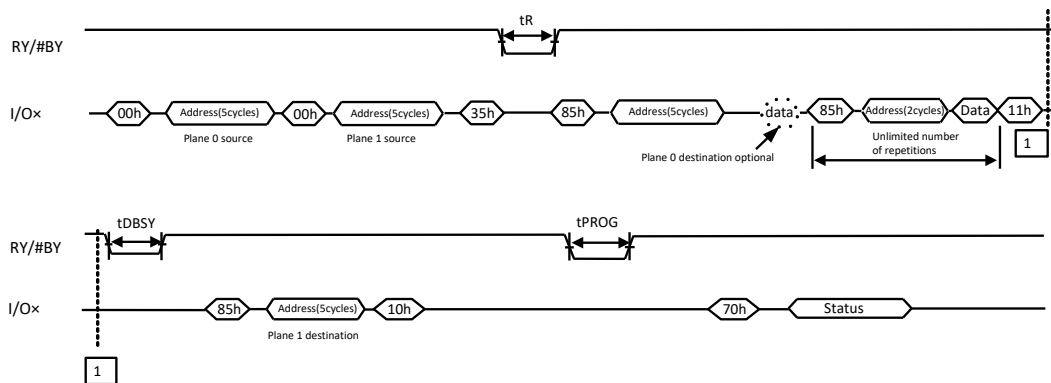 tR
RY/#BY
I/O×
00h
Address(5cycles)
00h
Address(5cycles)
35h
85h
Address(5cycles)
data
85h
Address(2cycles)
Data
11h
Plane 0 source
Plane 1 source
Plane 0 destination optional
Unlimited number
of repetitions
1
tDBSY
tPROG
RY/#BY
I/O×
85h
Address(5cycles)
10h
70h
Status
Plane 1 destination
1